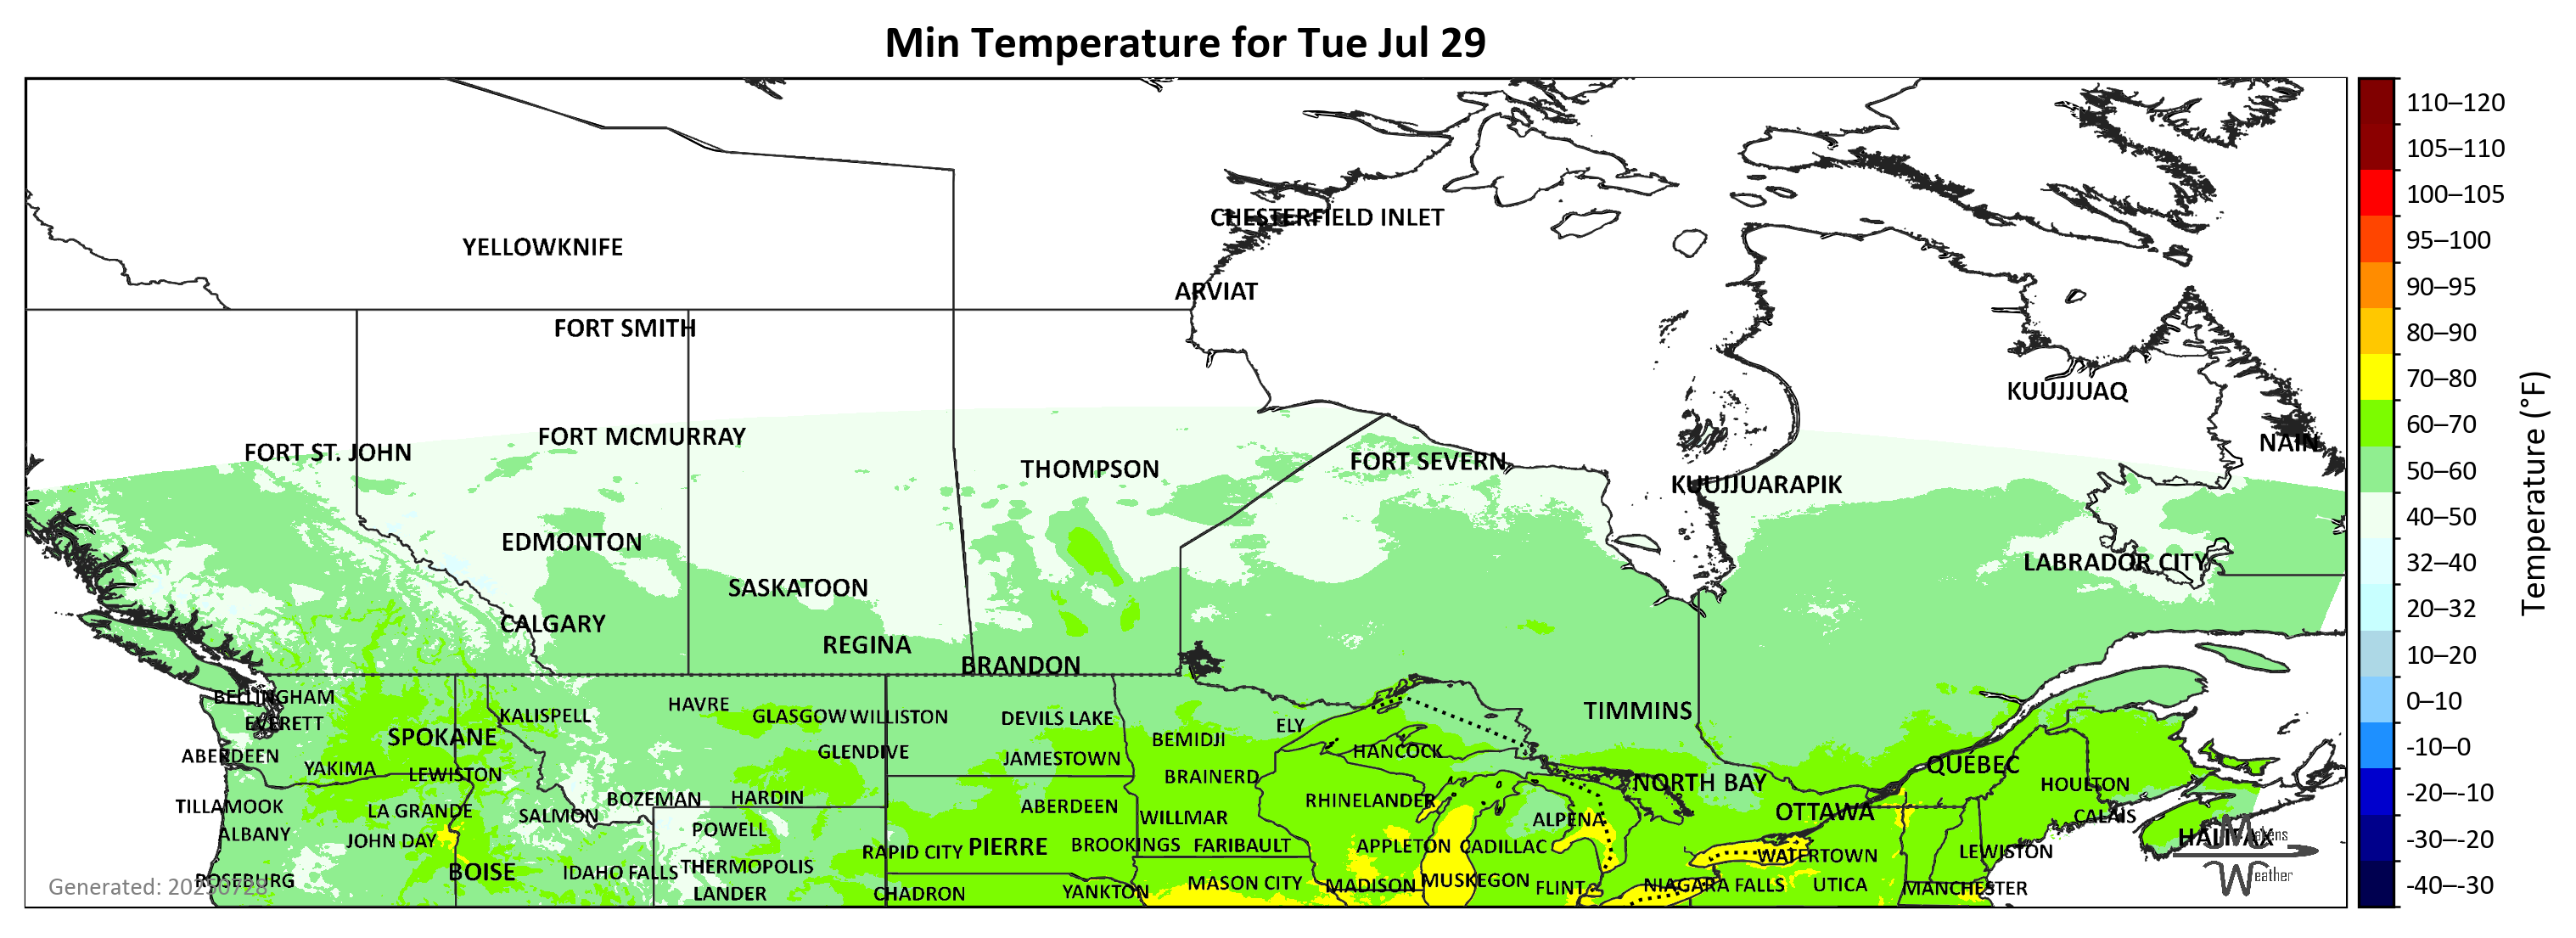 Min Temperature for Tue Jul 29
110–120
105–110
CHESTERFIELD INLET
100–105
YELLOWKNIFE
95–100
ARVIAT
90–95
FORT SMITH
80–90
KUUJJUAQ
70–80
FORT MCMURRAY
60–70
FORT ST. JOHN
NAIN
THOMPSON
FORT SEVERN
50–60
KUUJJUARAPIK
40–50
Temperature (°F)
EDMONTON
LABRADOR CITY
32–40
SASKATOON
20–32
CALGARY
REGINA
BRANDON
10–20
BELLINGHAM
HAVRE
0–10
KALISPELL
GLASGOW
WILLISTON
DEVILS LAKE
TIMMINS
EVERETT
ELY
SPOKANE
BEMIDJI
-10–0
ABERDEEN
GLENDIVE
JAMESTOWN
HANCOCK
QUÉBEC
YAKIMA
LEWISTON
BRAINERD
NORTH BAY
HOULTON
-20–-10
TILLAMOOK
LA GRANDE
SALMON
BOZEMAN
HARDIN
ABERDEEN
WILLMAR
RHINELANDER
ALPENA
OTTAWA
CALAIS
ALBANY
JOHN DAY
POWELL
RAPID CITY
PIERRE
BROOKINGS
FARIBAULT
APPLETON
CADILLAC
WATERTOWN
LEWISTON
HALIFAX
Makens
Weather
-30–-20
ROSEBURG
BOISE
IDAHO FALLS
THERMOPOLIS
LANDER
CHADRON
YANKTON
MASON CITY
MADISON
MUSKEGON
FLINT
NIAGARA FALLS
UTICA
MANCHESTER
-40–-30
Generated: 20250728